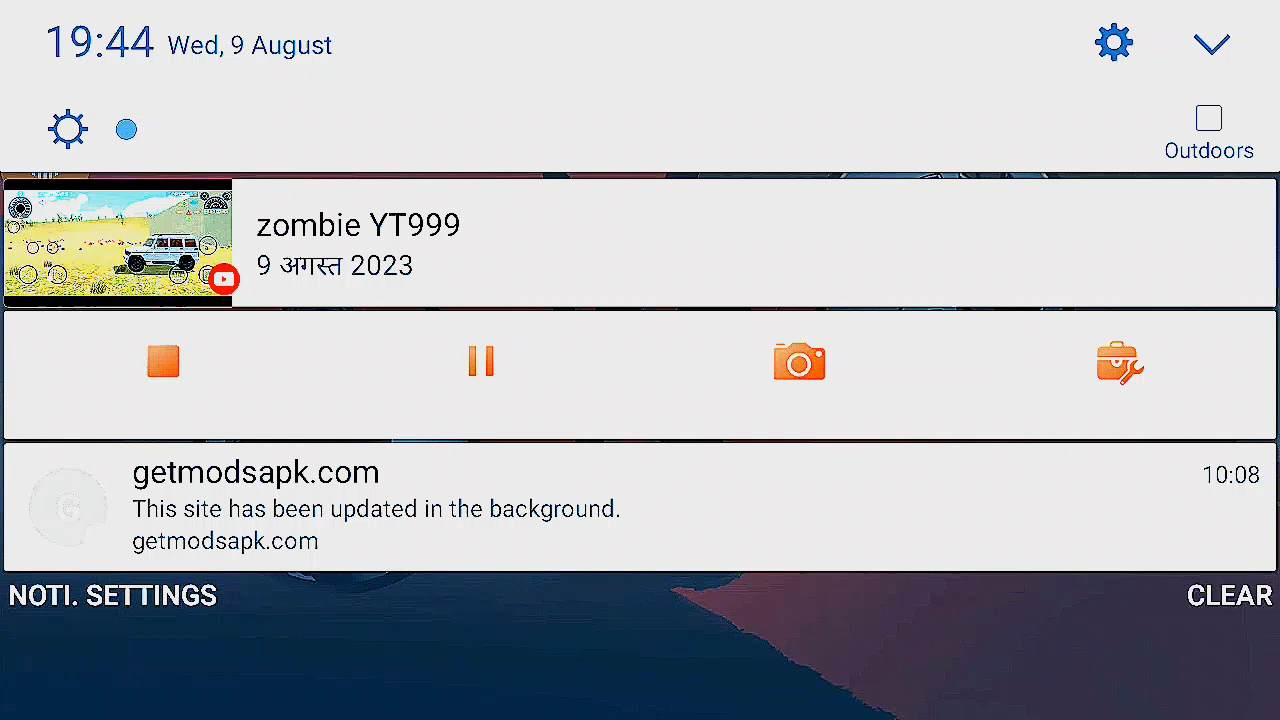 19:44 Wed, 9 August
Outdoors
zombie YT999
9 अगस्त 2023
getmodsapk.com 10:08
This site has been updated in the background.
getmodsapk.com
NOTI. SETTINGS CLEAR